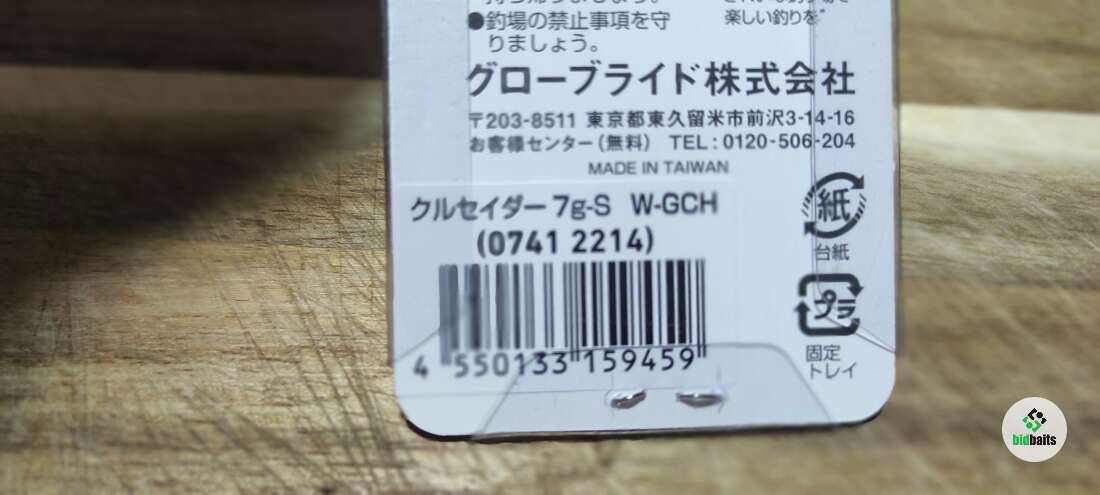 ●釣場の禁止事項を守
りましょう。
楽しい釣りを"
グローブライド株式会社
〒203-8511 東京都東久留米市前沢3-14-16
お客様センター(無料) TEL:0120-506-204
MADE IN TAIWAN
クルセイダー 7g-S W-GCH
(0741 2214)
4 550133 159459
紙
台紙
プラ
固定
トレイ
bidbaits